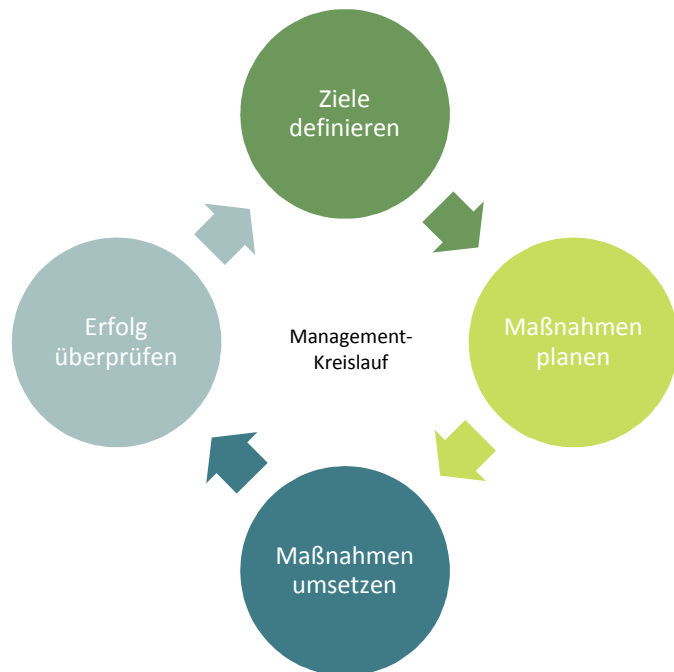 Ziele
definieren
Maßnahmen
planen
Maßnahmen
umsetzen
Erfolg
überprüfen
Management-
Kreislauf